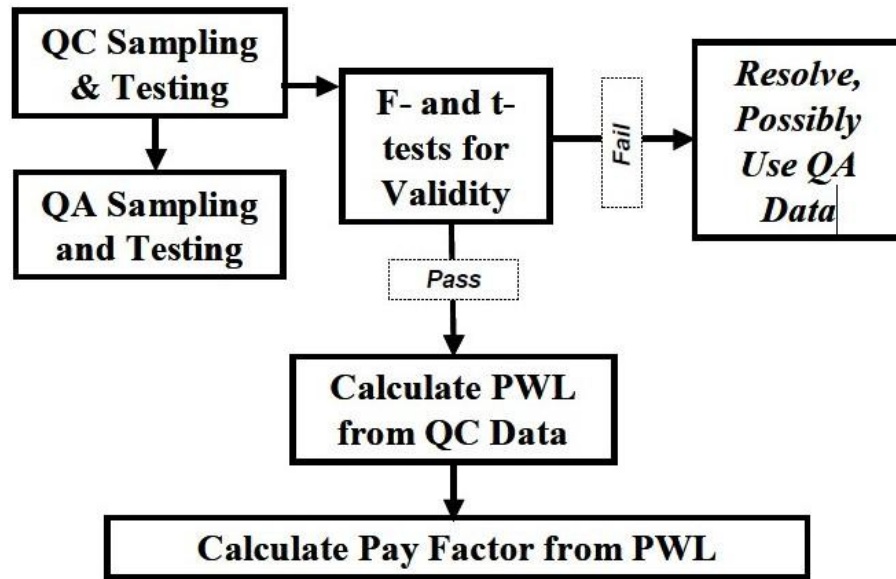 QC Sampling
& Testing
QA Sampling
and Testing
F- and t-
tests for
Validity
Fail
Resolve,
Possibly
Use QA
Data
Pass
Calculate PWL
from QC Data
Calculate Pay Factor from PWL